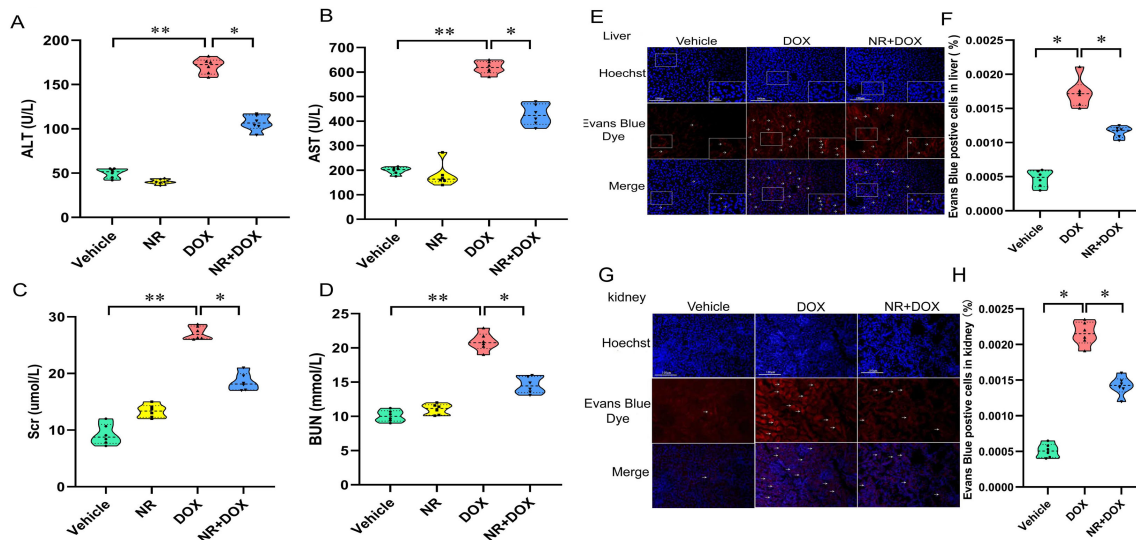 A
ALT (U/L)
200
150
100
50
0
** *
Vehicle
NR
DOX
NR+DOX
B
AST (U/L)
700
600
500
400
300
200
100
0
** *
Vehicle
NR
DOX
NR+DOX
C
Scr (umol/L)
30
20
10
0
** *
Vehicle
NR
DOX
NR+DOX
D
BUN (mmol/L)
25
20
15
10
5
0
** *
Vehicle
NR
DOX
NR+DOX
E
Liver
Vehicle DOX NR+DOX
Hoechst
Evans Blue
Dye
Merge
F
Evans Blue postive cells in liver (%)
0.0025
0.0020
0.0015
0.0010
0.0005
0.0000
* *
Vehicle
DOX
NR+DOX
G
kidney
Vehicle DOX NR+DOX
Hoechst
Evans Blue
Dye
Merge
H
Evans Blue postive cells in kidney (%)
0.0025
0.0020
0.0015
0.0010
0.0005
0.0000
* *
Vehicle
DOX
NR+DOX